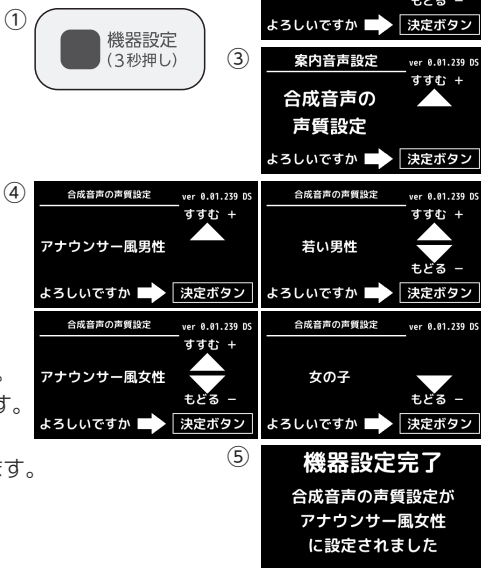 ①
機器設定
(3秒押し)
もどる −
よろしいですか 決定ボタン
③
案内音声設定 ver 0.01.239 DS
すすむ +
合成音声の
声質設定
よろしいですか 決定ボタン
④
合成音声の声質設定 ver 0.01.239 DS
すすむ +
アナウンサー風男性
よろしいですか 決定ボタン
合成音声の声質設定 ver 0.01.239 DS
すすむ +
若い男性
もどる −
よろしいですか 決定ボタン
合成音声の声質設定 ver 0.01.239 DS
すすむ +
アナウンサー風女性
もどる −
よろしいですか 決定ボタン
合成音声の声質設定 ver 0.01.239 DS
女の子
もどる −
よろしいですか 決定ボタン
。
す。
ます。
⑤
機器設定完了
合成音声の声質設定が
アナウンサー風女性
に設定されました